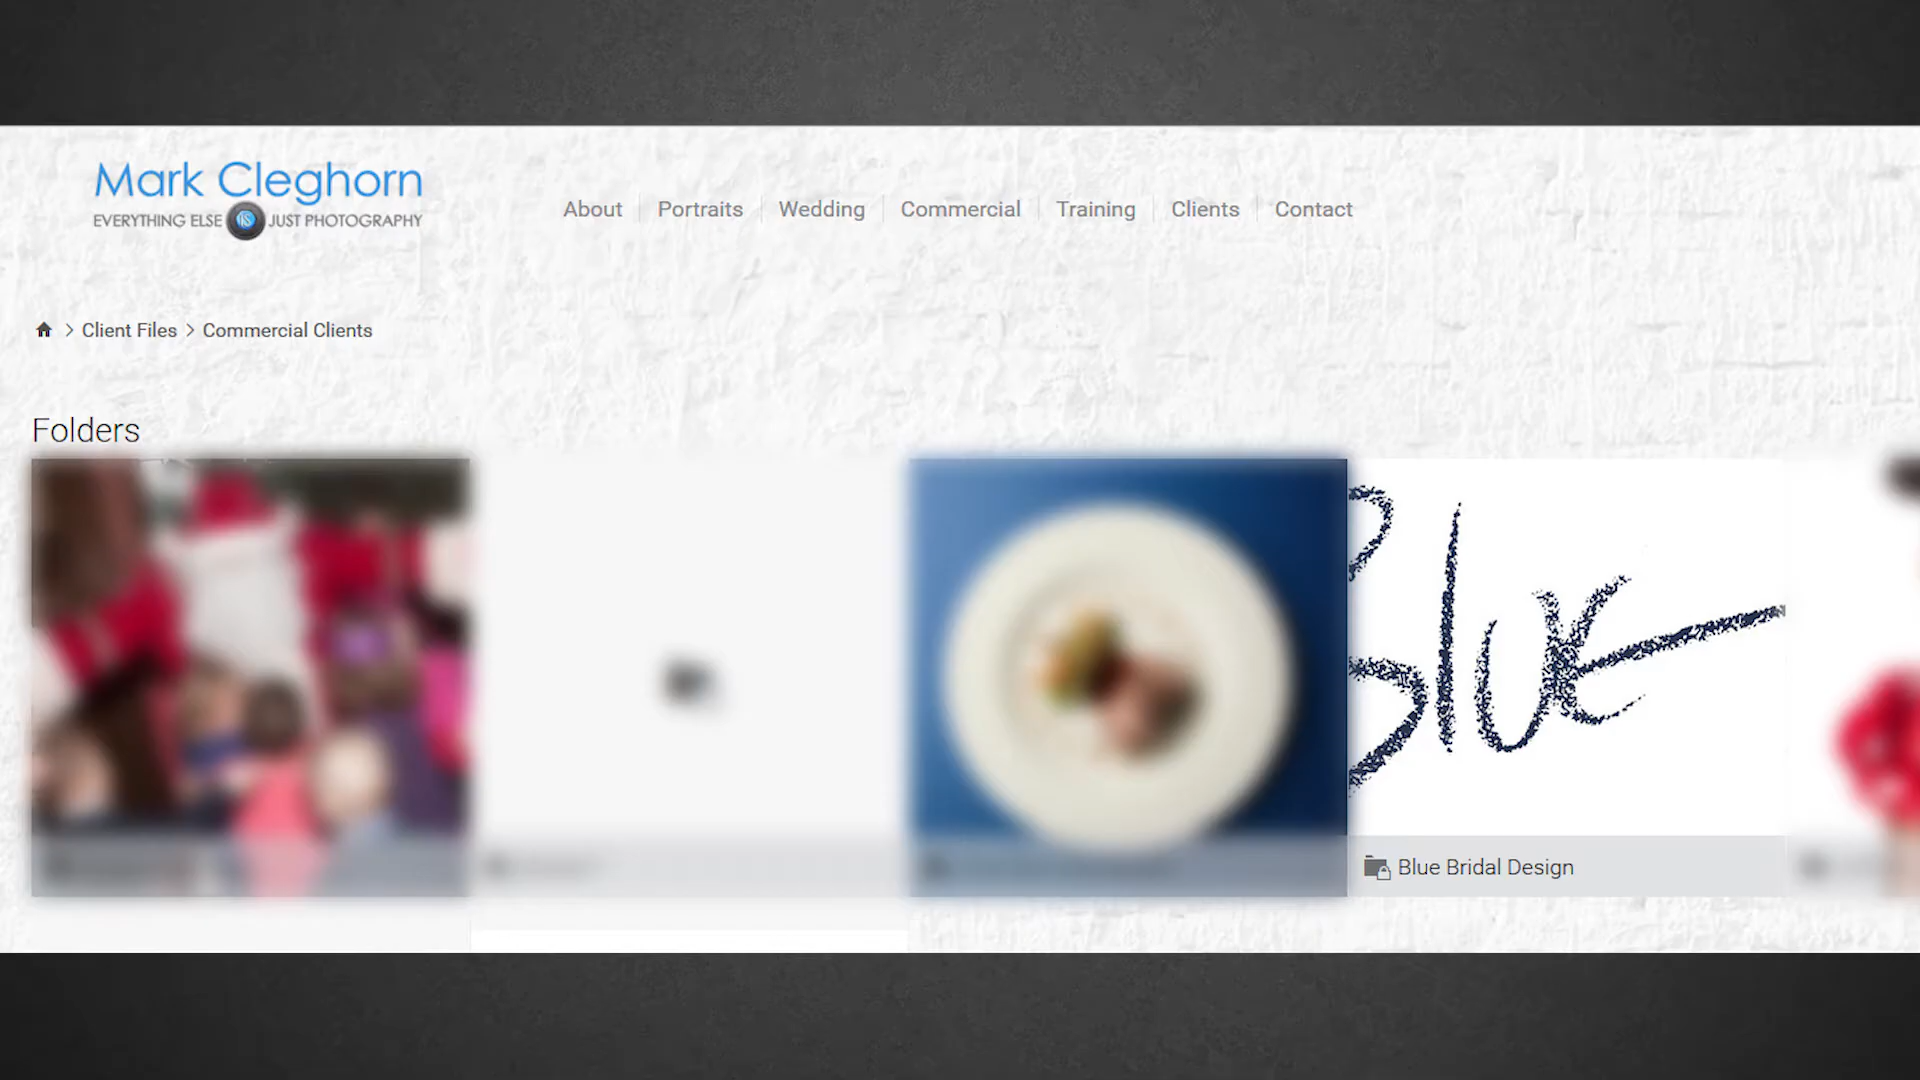 Mark Cleghorn
EVERYTHING ELSE IS JUST PHOTOGRAPHY
About
Portraits
Wedding
Commercial
Training
Clients
Contact
Client Files > Commercial Clients
Folders
Blue
Blue Bridal Design